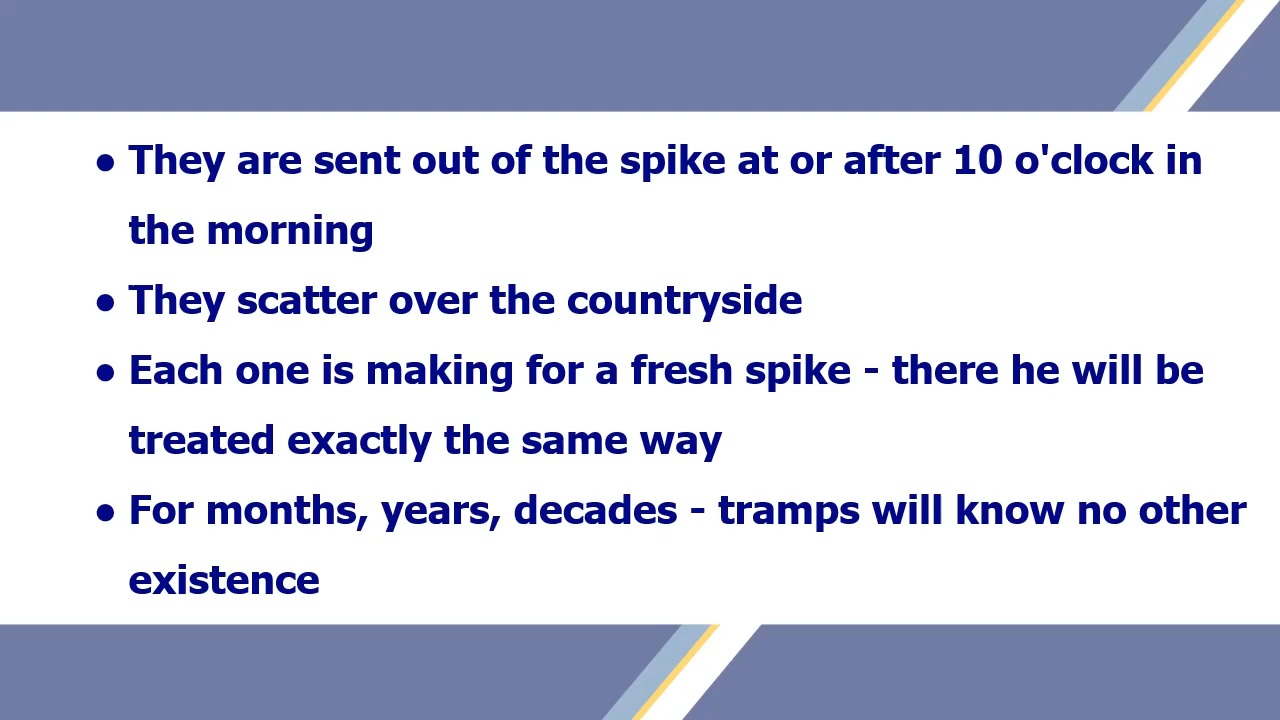 ● They are sent out of the spike at or after 10 o'clock in
the morning
● They scatter over the countryside
● Each one is making for a fresh spike - there he will be
treated exactly the same way
● For months, years, decades - tramps will know no other
existence